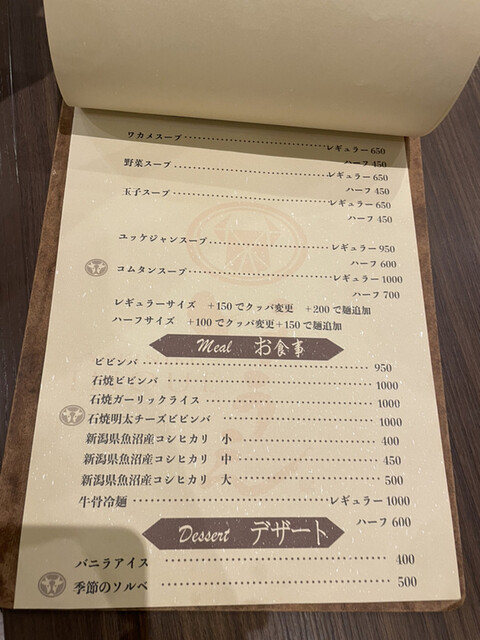 ワカメスープ レギュラー 650
ハーフ 450
野菜スープ レギュラー 650
ハーフ 450
玉子スープ レギュラー 650
ハーフ 450
ユッケジャンスープ レギュラー 950
ハーフ 600
コムタンスープ レギュラー 1000
ハーフ 700
レギュラーサイズ +150でクッパ変更 +200で麺追加
ハーフサイズ +100でクッパ変更+150で麺追加
Meal お食事
ビビンバ 950
石焼ビビンバ 1000
石焼ガーリックライス 1000
石焼明太チーズビビンバ 1000
新潟県魚沼産コシヒカリ 小 400
新潟県魚沼産コシヒカリ 中 450
新潟県魚沼産コシヒカリ 大 500
牛骨冷麺 レギュラー 1000
ハーフ 600
Dessert デザート
バニラアイス 400
季節のソルベ 500